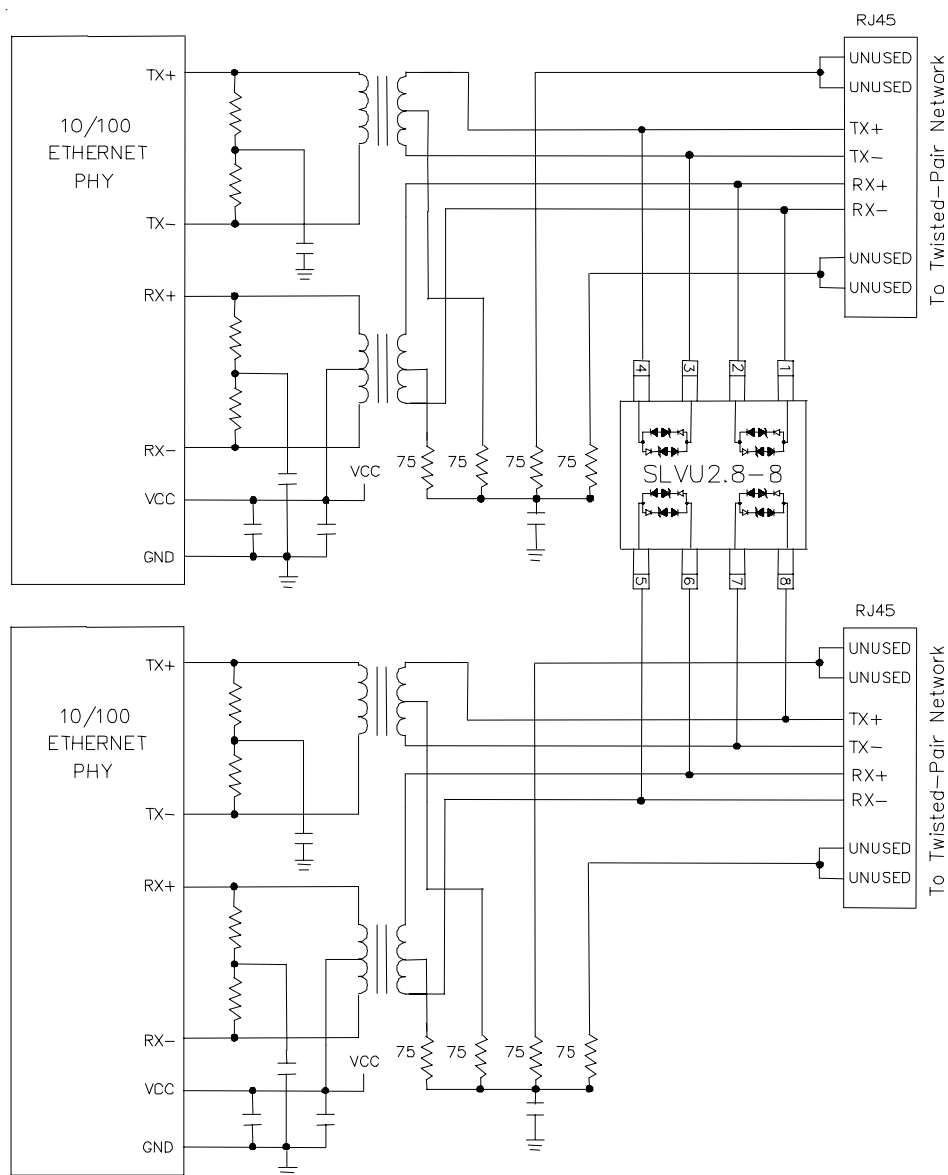 RJ45
UNUSED
UNUSED
TX+
TX-
RX+
RX-
UNUSED
UNUSED
To Twisted-Pair Network
10/100
ETHERNET
PHY
TX+
TX-
RX+
RX-
VCC
GND
VCC
75
75
75
75
4
3
2
1
SLVU2.8-8
5
6
7
8
RJ45
UNUSED
UNUSED
TX+
TX-
RX+
RX-
UNUSED
UNUSED
To Twisted-Pair Network
10/100
ETHERNET
PHY
TX+
TX-
RX+
RX-
VCC
GND
VCC
75
75
75
75